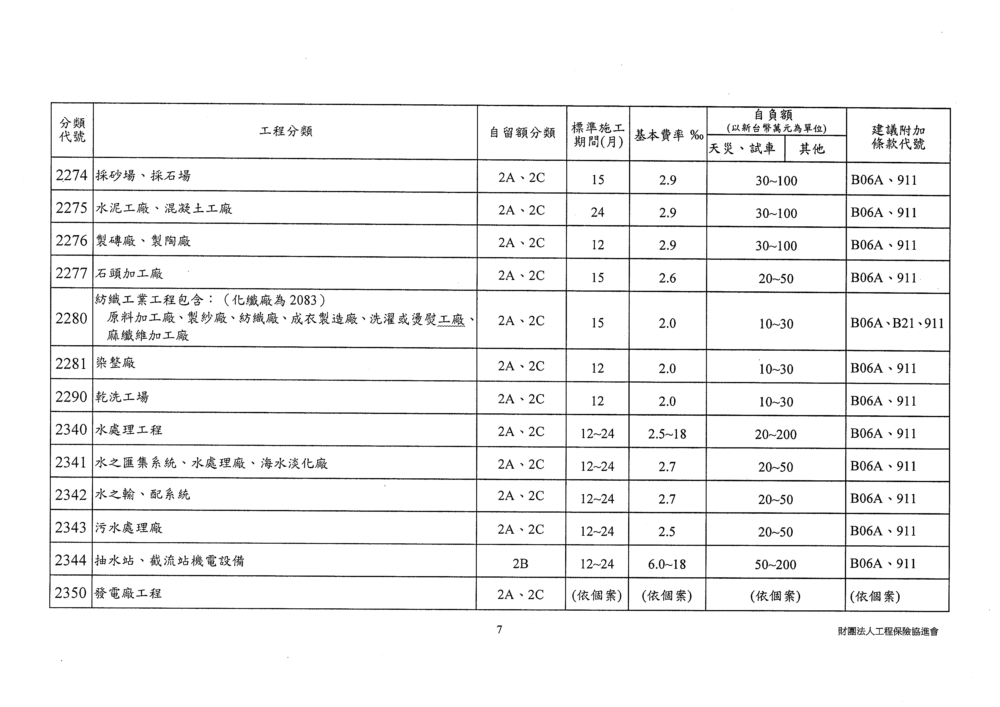 分類
代號
工程分類
自留額分類
標準施工
期間(月)
基本費率 ‰
自負額
(以新台幣萬元為單位)
天災、試車
其他
建議附加
條款代號
2274 採砂場、採石場 2A、2C 15 2.9 30~100 B06A、911
2275 水泥工廠、混凝土工廠 2A、2C 24 2.9 30~100 B06A、911
2276 製磚廠、製陶廠 2A、2C 12 2.9 30~100 B06A、911
2277 石頭加工廠 2A、2C 15 2.6 20~50 B06A、911
紡織工業工程包含：（化纖廠為 2083）
2280 原料加工廠、製紗廠、紡織廠、成衣製造廠、洗濯或燙熨工廠、 2A、2C 15 2.0 10~30 B06A、B21、911
麻纖維加工廠
2281 染整廠 2A、2C 12 2.0 10~30 B06A、911
2290 乾洗工場 2A、2C 12 2.0 10~30 B06A、911
2340 水處理工程 2A、2C 12~24 2.5~18 20~200 B06A、911
2341 水之匯集系統、水處理廠、海水淡化廠 2A、2C 12~24 2.7 20~50 B06A、911
2342 水之輸、配系統 2A、2C 12~24 2.7 20~50 B06A、911
2343 污水處理廠 2A、2C 12~24 2.5 20~50 B06A、911
2344 抽水站、截流站機電設備 2B 12~24 6.0~18 50~200 B06A、911
2350 發電廠工程 2A、2C (依個案) (依個案) (依個案) (依個案)
7
財團法人工程保險協進會